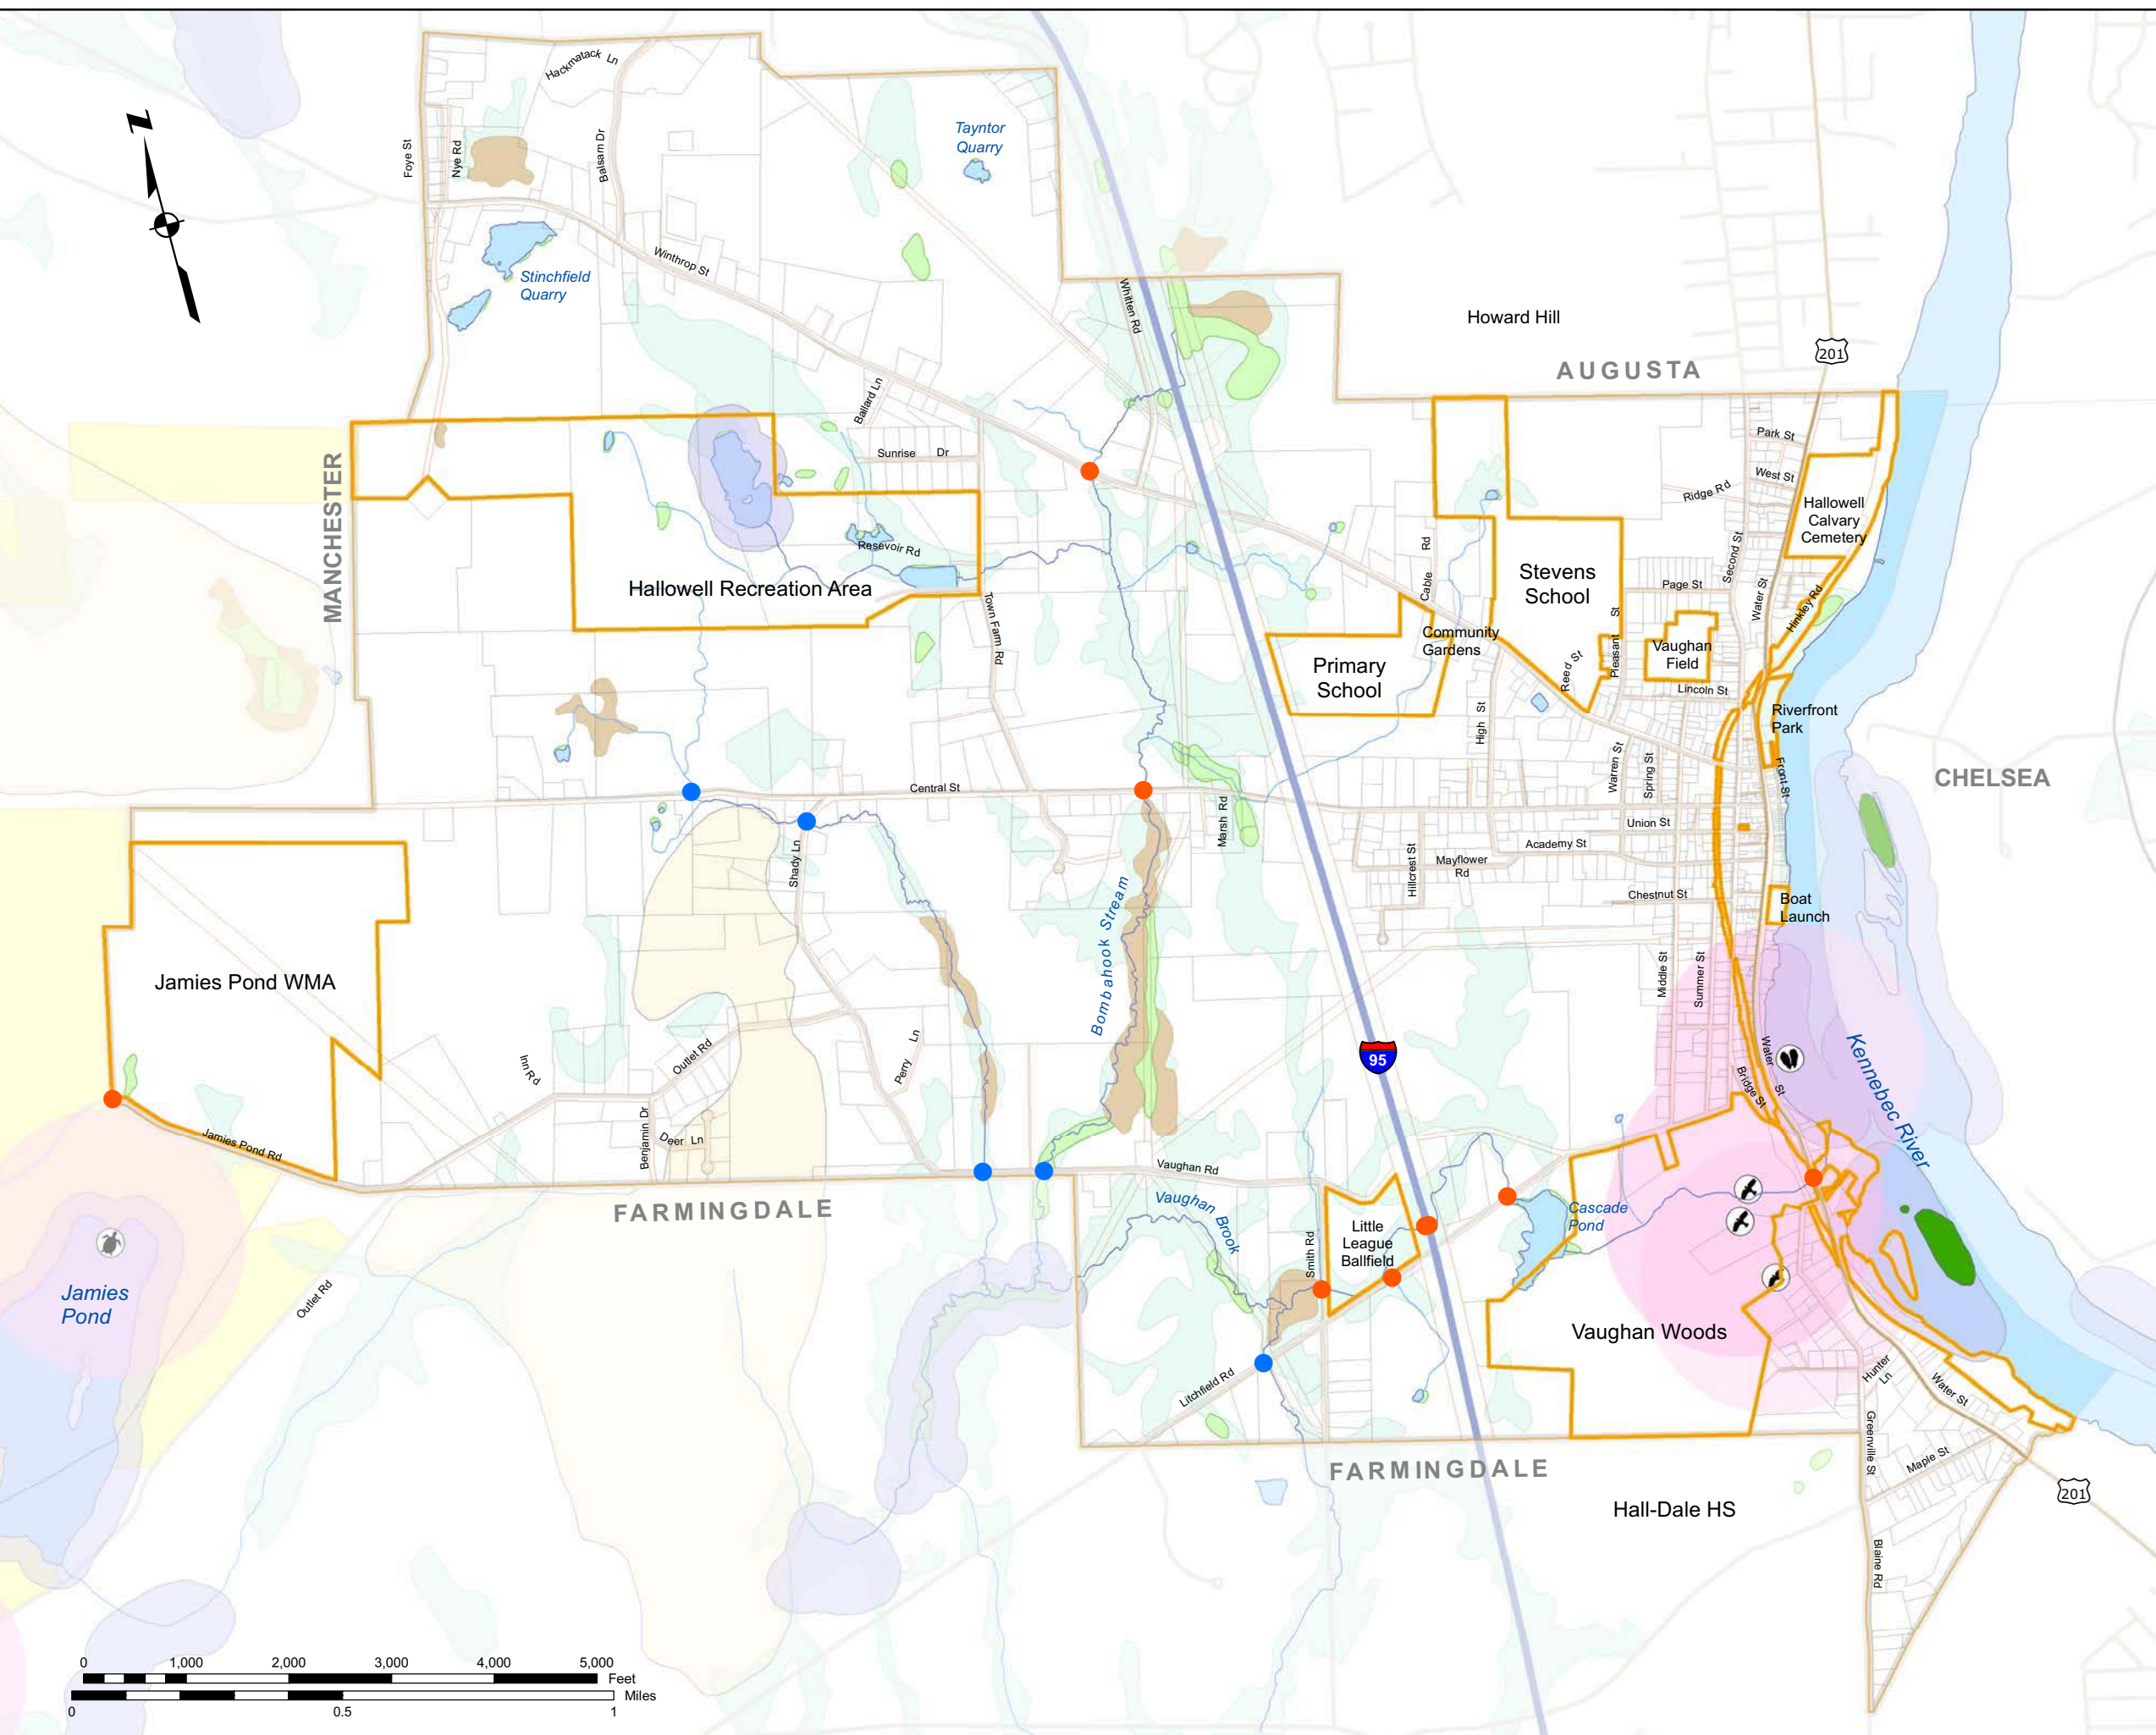 Hackmatack Ln
N
Foye St
Nye Rd
Balsam Dr
Tayntor
Quarry
Winthrop St
Stinchfield
Quarry
Whitten Rd
Howard Hill
201
AUGUSTA
Ballard Ln
Sunrise Dr
Park St
West St
Ridge Rd
MANCHESTER
Hallowell
Calvary
Cemetery
Resevoir Rd
Hallowell Recreation Area
Town Farm Rd
Cable Rd
Stevens
School
Second St
Page St
Water St
Hinkley Rd
Community
Gardens
Primary
School
Reed St
Pleasant St
Vaughan
Field
Lincoln St
Riverfront
Park
High St
Warren St
Spring St
Front St
CHELSEA
Central St
Marsh Rd
Union St
Shady Ln
Hillcrest St
Mayflower
Rd
Academy St
Chestnut St
Boat
Launch
Bombahook Stream
Jamies Pond WMA
Middle St
Summer St
Inn Rd
Outlet Rd
Perry Ln
95
Water St
Bridge St
Kennebec River
Jamies Pond Rd
Benjamin Dr
Deer Ln
Vaughan Rd
FARMINGDALE
Vaughan Brook
Cascade
Pond
Smith Rd
Little
League
Ballfield
Jamies
Pond
Outlet Rd
Vaughan Woods
Litchfield Rd
Hunter
Ln
Water St
Greenville St
Maple St
FARMINGDALE
201
Hall-Dale HS
Blaine Rd
0 1,000 2,000 3,000 4,000 5,000
Feet
Miles
0 0.5 1